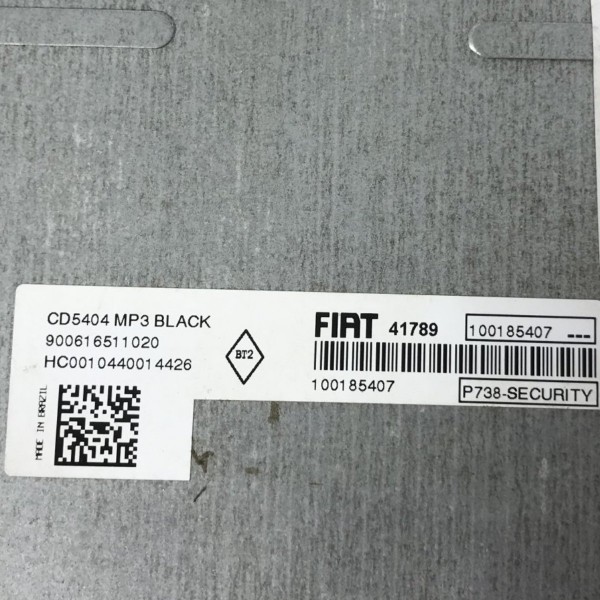 CD5404 MP3 BLACK
900616511020
HC0010440014426
BT2
MADE IN BRAZIL
FIAT 41789 100185407 ---
100185407
P738-SECURITY